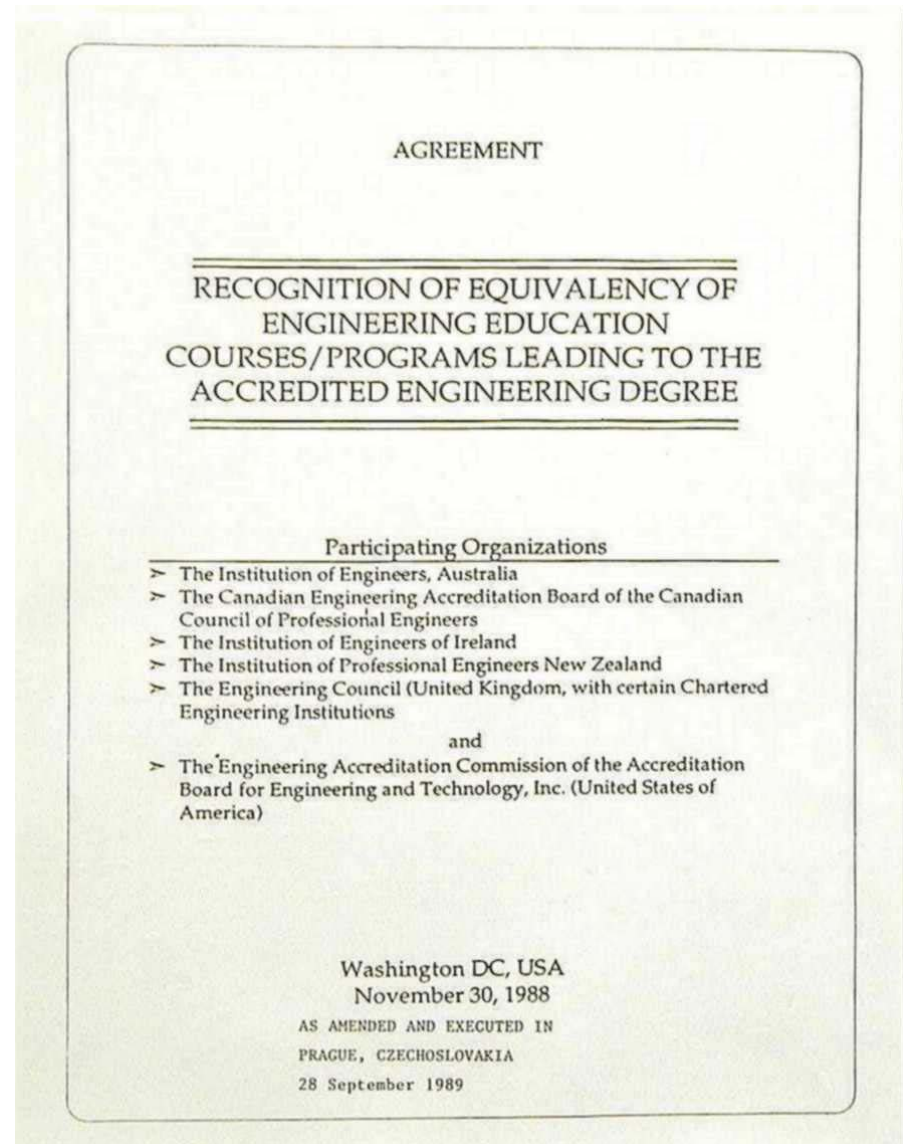 AGREEMENT
RECOGNITION OF EQUIVALENCY OF
ENGINEERING EDUCATION
COURSES/PROGRAMS LEADING TO THE
ACCREDITED ENGINEERING DEGREE
Participating Organizations
➢ The Institution of Engineers, Australia
➢ The Canadian Engineering Accreditation Board of the Canadian
Council of Professional Engineers
➢ The Institution of Engineers of Ireland
➢ The Institution of Professional Engineers New Zealand
➢ The Engineering Council (United Kingdom, with certain Chartered
Engineering Institutions
and
➢ The Engineering Accreditation Commission of the Accreditation
Board for Engineering and Technology, Inc. (United States of
America)
Washington DC, USA
November 30, 1988
AS AMENDED AND EXECUTED IN
PRAGUE, CZECHOSLOVAKIA
28 September 1989